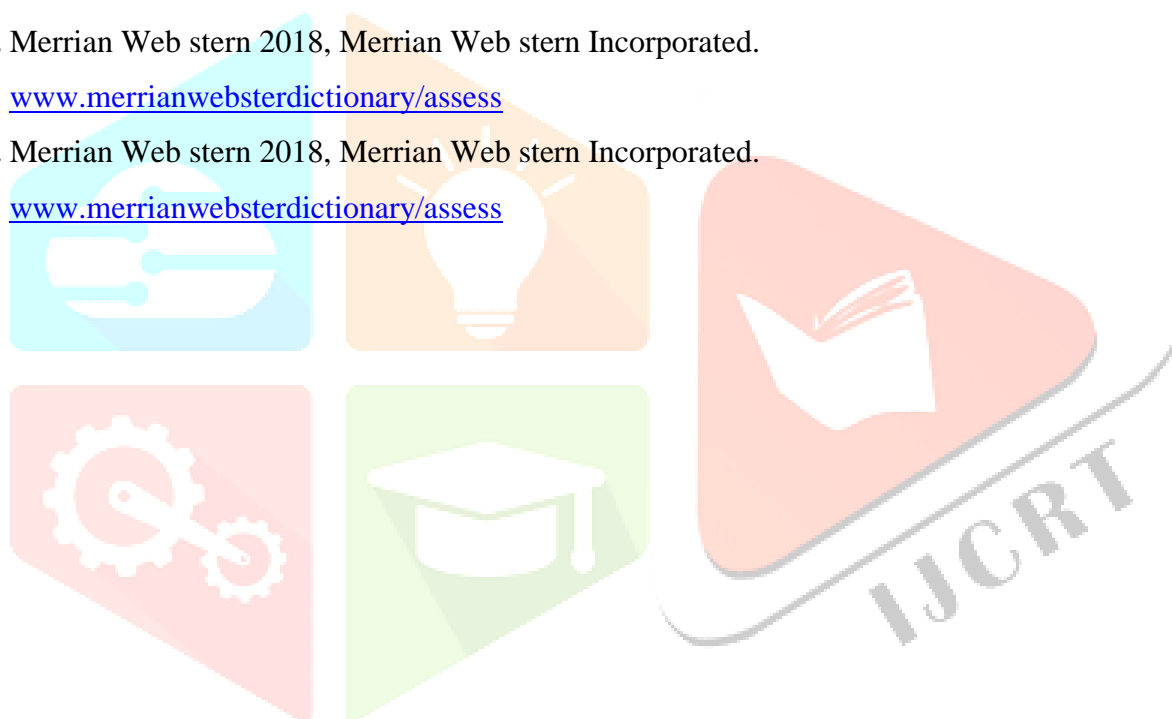 . Merrian Web stern 2018, Merrian Web stern Incorporated.
www.merrianwebsterdictionary/assess
. Merrian Web stern 2018, Merrian Web stern Incorporated.
www.merrianwebsterdictionary/assess
IJCRT